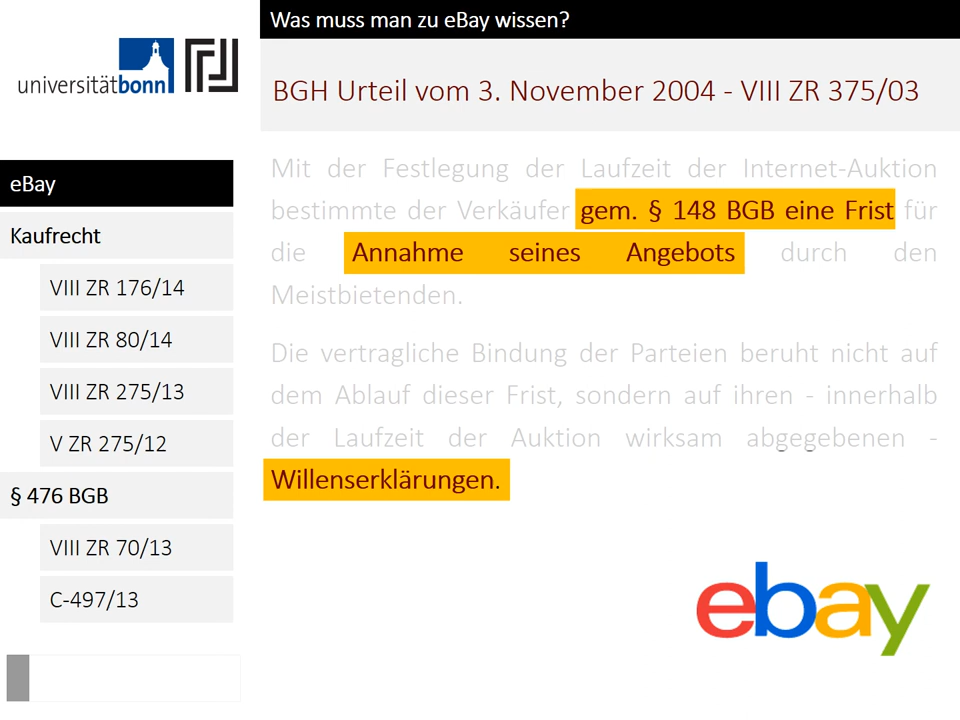 Was muss man zu eBay wissen?
universitätbonn
BGH Urteil vom 3. November 2004 - VIII ZR 375/03
eBay
Kaufrecht
VIII ZR 176/14
VIII ZR 80/14
VIII ZR 275/13
V ZR 275/12
§ 476 BGB
VIII ZR 70/13
C-497/13
Mit der Festlegung der Laufzeit der Internet-Auktion
bestimmte der Verkäufer gem. § 148 BGB eine Frist für
die Annahme seines Angebots durch den
Meistbietenden.
Die vertragliche Bindung der Parteien beruht nicht auf
dem Ablauf dieser Frist, sondern auf ihren - innerhalb
der Laufzeit der Auktion wirksam abgegebenen -
Willenserklärungen.
ebay